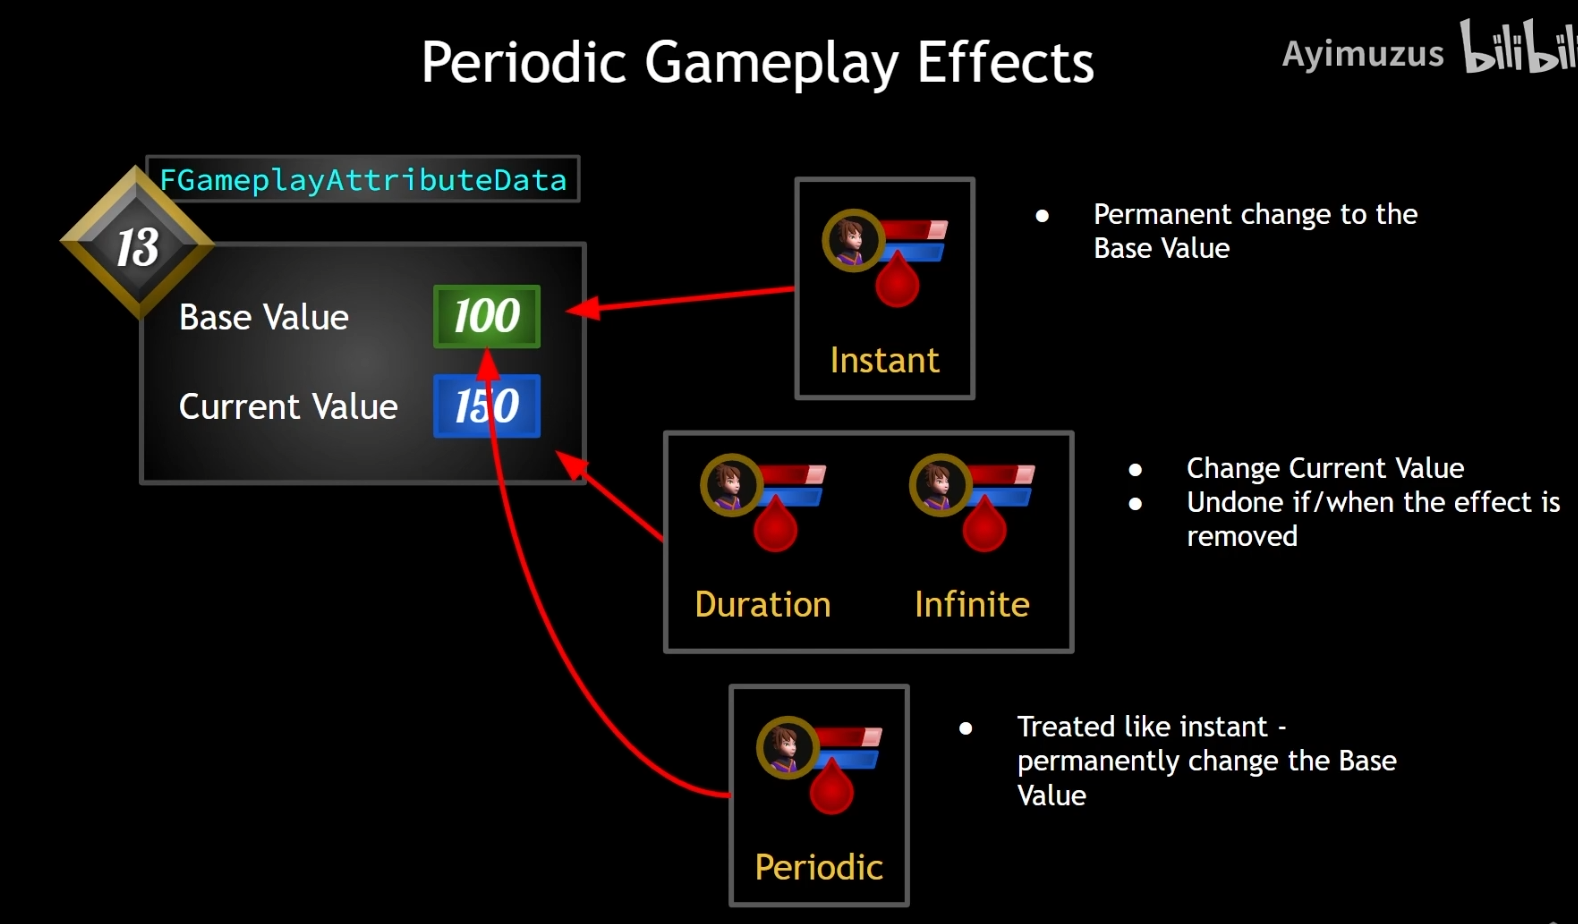 Periodic Gameplay Effects
Ayimuzus bilibili
FGameplayAttributeData
13
Base Value 100
Current Value 150
Instant
● Permanent change to the
Base Value
Duration Infinite
● Change Current Value
● Undone if/when the effect is
removed
Periodic
● Treated like instant -
permanently change the Base
Value